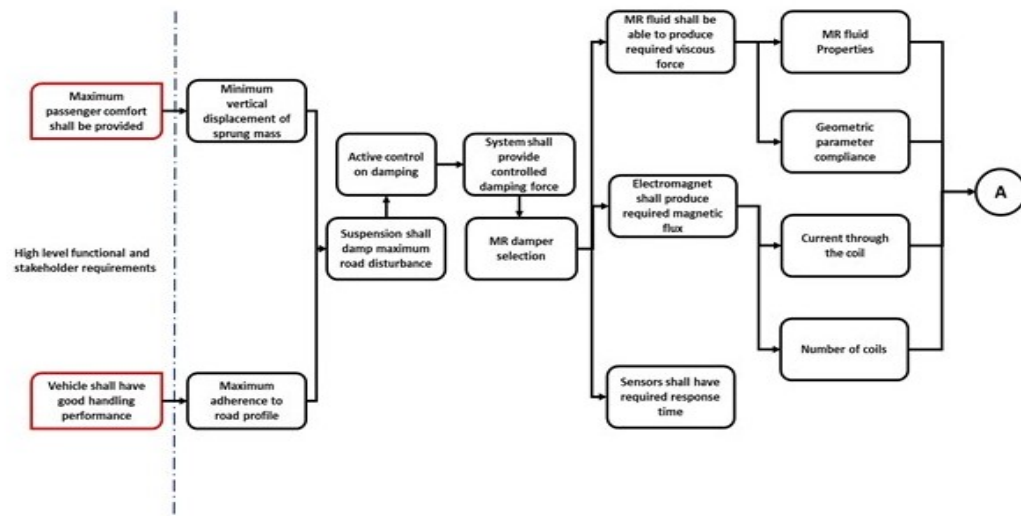 Maximum
passenger comfort
shall be provided
Minimum
vertical
displacement of
sprung mass
High level functional and
stakeholder requirements
Vehicle shall have
good handling
performance
Maximum
adherence to
road profile
Active control
on damping
Suspension shall
damp maximum
road disturbance
System shall
provide
controlled
damping force
MR damper
selection
MR fluid shall be
able to produce
required viscous
force
Electromagnet
shall produce
required magnetic
flux
Sensors shall have
required response
time
MR fluid
Properties
Geometric
parameter
compliance
Current through
the coil
Number of coils
A